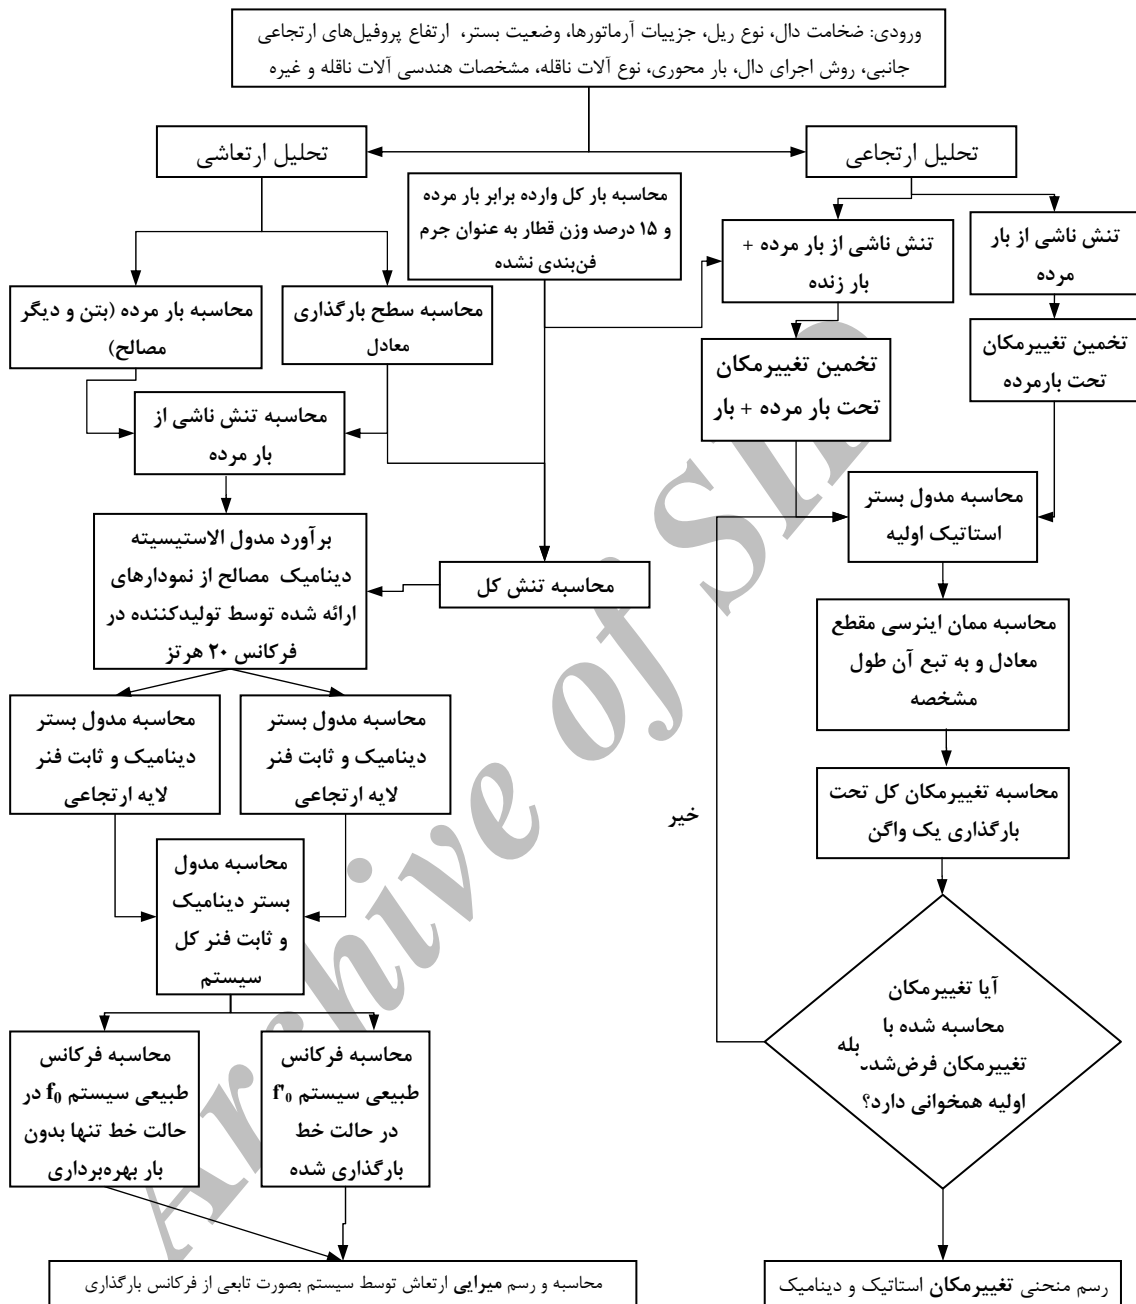 ورودی: ضخامت دال، نوع ریل، جزییات آرماتورها، وضعیت بستر، ارتفاع پروفیل‌های ارتجاعی
جانبی، روش اجرای دال، بار محوری، نوع آلات ناقله، مشخصات هندسی آلات ناقله و غیره
تحلیل ارتجاعی
تحلیل ارتعاشی
محاسبه بار کل وارده برابر بار مرده
و ۱۵ درصد وزن قطار به عنوان جرم
فن‌بندی نشده
تنش ناشی از بار
مرده
تنش ناشی از بار مرده +
بار زنده
محاسبه سطح بارگذاری
معادل
محاسبه بار مرده (بتن و دیگر
مصالح)
تخمین تغییرمکان
تحت بارمرده
تخمین تغییرمکان
تحت بار مرده + بار
محاسبه تنش ناشی از
بار مرده
محاسبه مدول بستر
استاتیک اولیه
برآورد مدول الاستیسیته
دینامیک مصالح از نمودارهای
ارائه شده توسط تولیدکننده در
فرکانس ۲۰ هرتز
محاسبه تنش کل
محاسبه ممان اینرسی مقطع
معادل و به تبع آن طول
مشخصه
محاسبه مدول بستر
دینامیک و ثابت فنر
لایه ارتجاعی
محاسبه مدول بستر
دینامیک و ثابت فنر
لایه ارتجاعی
محاسبه تغییرمکان کل تحت
بارگذاری یک واگن
خیر
محاسبه مدول
بستر دینامیک
و ثابت فنر کل
سیستم
آیا تغییرمکان
محاسبه شده با
تغییرمکان فرض‌شد
اولیه همخوانی دارد؟
بله
محاسبه فرکانس
طبیعی سیستم f'₀
در حالت خط
بارگذاری شده
محاسبه فرکانس
طبیعی سیستم f₀ در
حالت خط تنها بدون
بار بهره‌برداری
رسم منحنی تغییرمکان استاتیک و دینامیک
محاسبه و رسم میرایی ارتعاش توسط سیستم بصورت تابعی از فرکانس بارگذاری